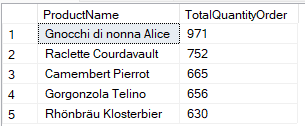 ProductName TotalQuantityOrder
1 Gnocchi di nonna Alice 971
2 Raclette Courdavault 752
3 Camembert Pierrot 665
4 Gorgonzola Telino 656
5 Rhönbräu Klosterbier 630